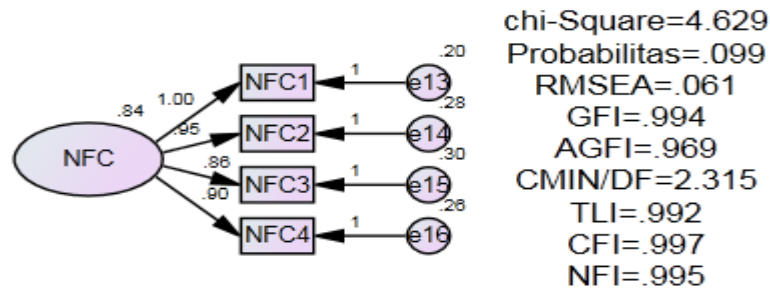 chi-Square=4.629
Probabilitas=.099
RMSEA=.061
GFI=.994
AGFI=.969
CMIN/DF=2.315
TLI=.992
CFI=.997
NFI=.995
.84
NFC
1.00
.95
.86
.90
NFC1
1
e13
.20
NFC2
1
e14
.28
NFC3
1
e15
.30
NFC4
1
e16
.26